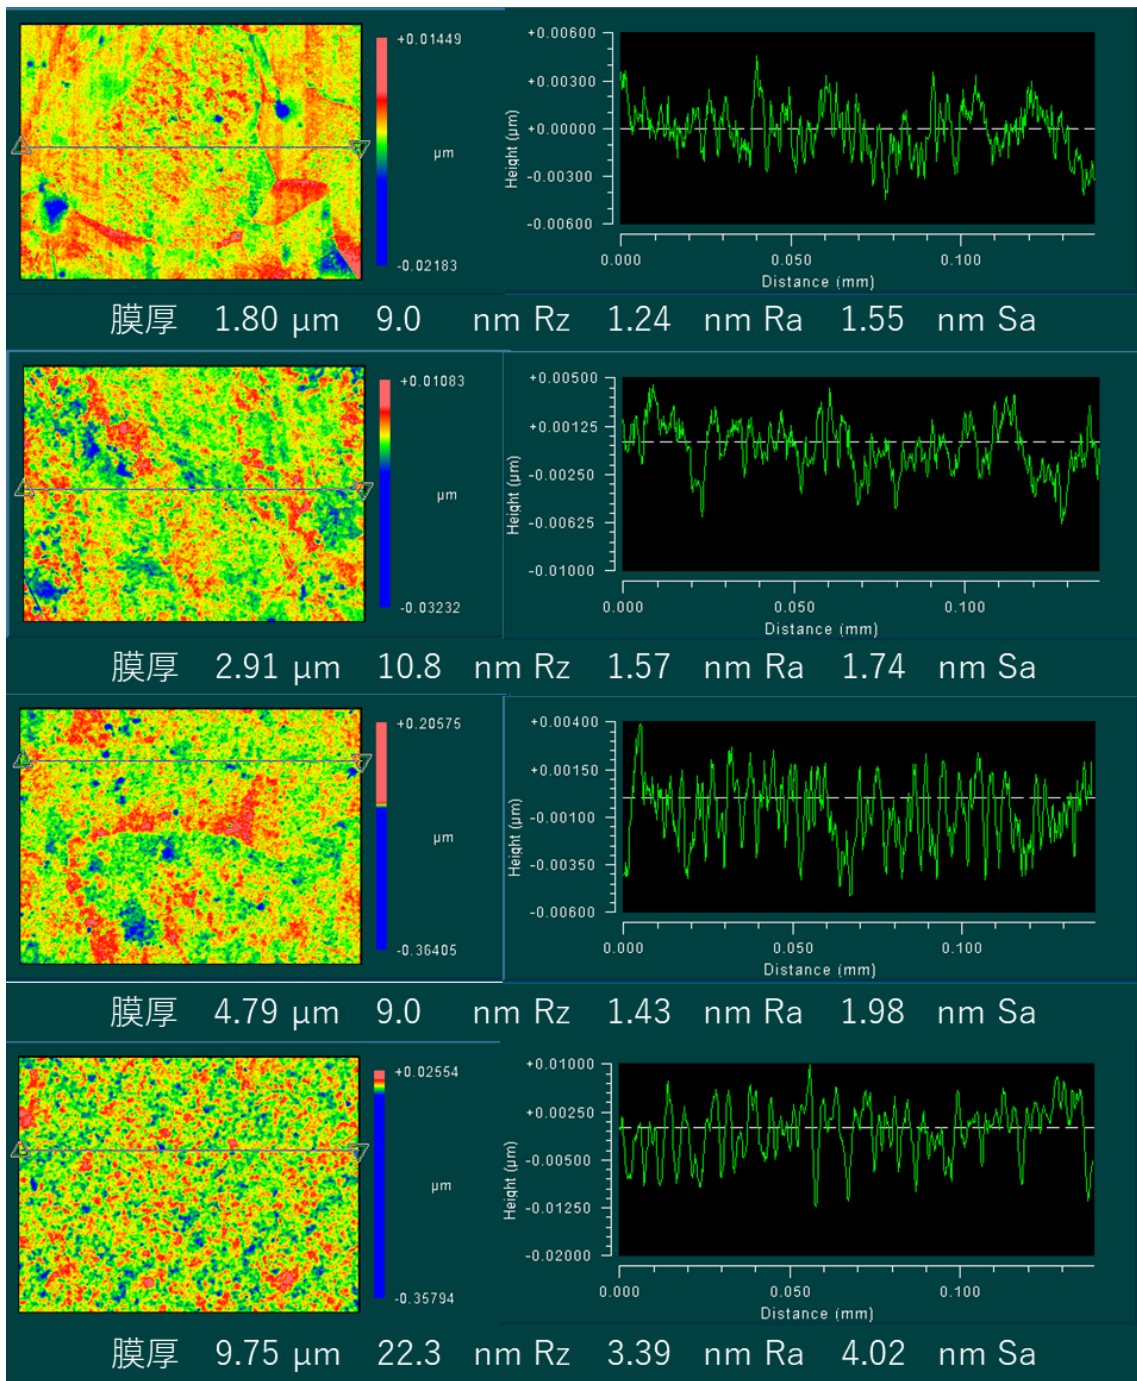 +0.01449
µm
-0.02183
+0.00600
+0.00300
+0.00000
-0.00300
-0.00600
Height (µm)
0.000 0.050 0.100
Distance (mm)
膜厚 1.80 µm 9.0 nm Rz 1.24 nm Ra 1.55 nm Sa
+0.01083
µm
-0.03232
+0.00500
+0.00125
-0.00250
-0.00625
-0.01000
Height (µm)
0.000 0.050 0.100
Distance (mm)
膜厚 2.91 µm 10.8 nm Rz 1.57 nm Ra 1.74 nm Sa
+0.20575
µm
-0.36405
+0.00400
+0.00150
-0.00100
-0.00350
-0.00600
Height (µm)
0.000 0.050 0.100
Distance (mm)
膜厚 4.79 µm 9.0 nm Rz 1.43 nm Ra 1.98 nm Sa
+0.02554
µm
-0.35794
+0.01000
+0.00250
-0.00500
-0.01250
-0.02000
Height (µm)
0.000 0.050 0.100
Distance (mm)
膜厚 9.75 µm 22.3 nm Rz 3.39 nm Ra 4.02 nm Sa